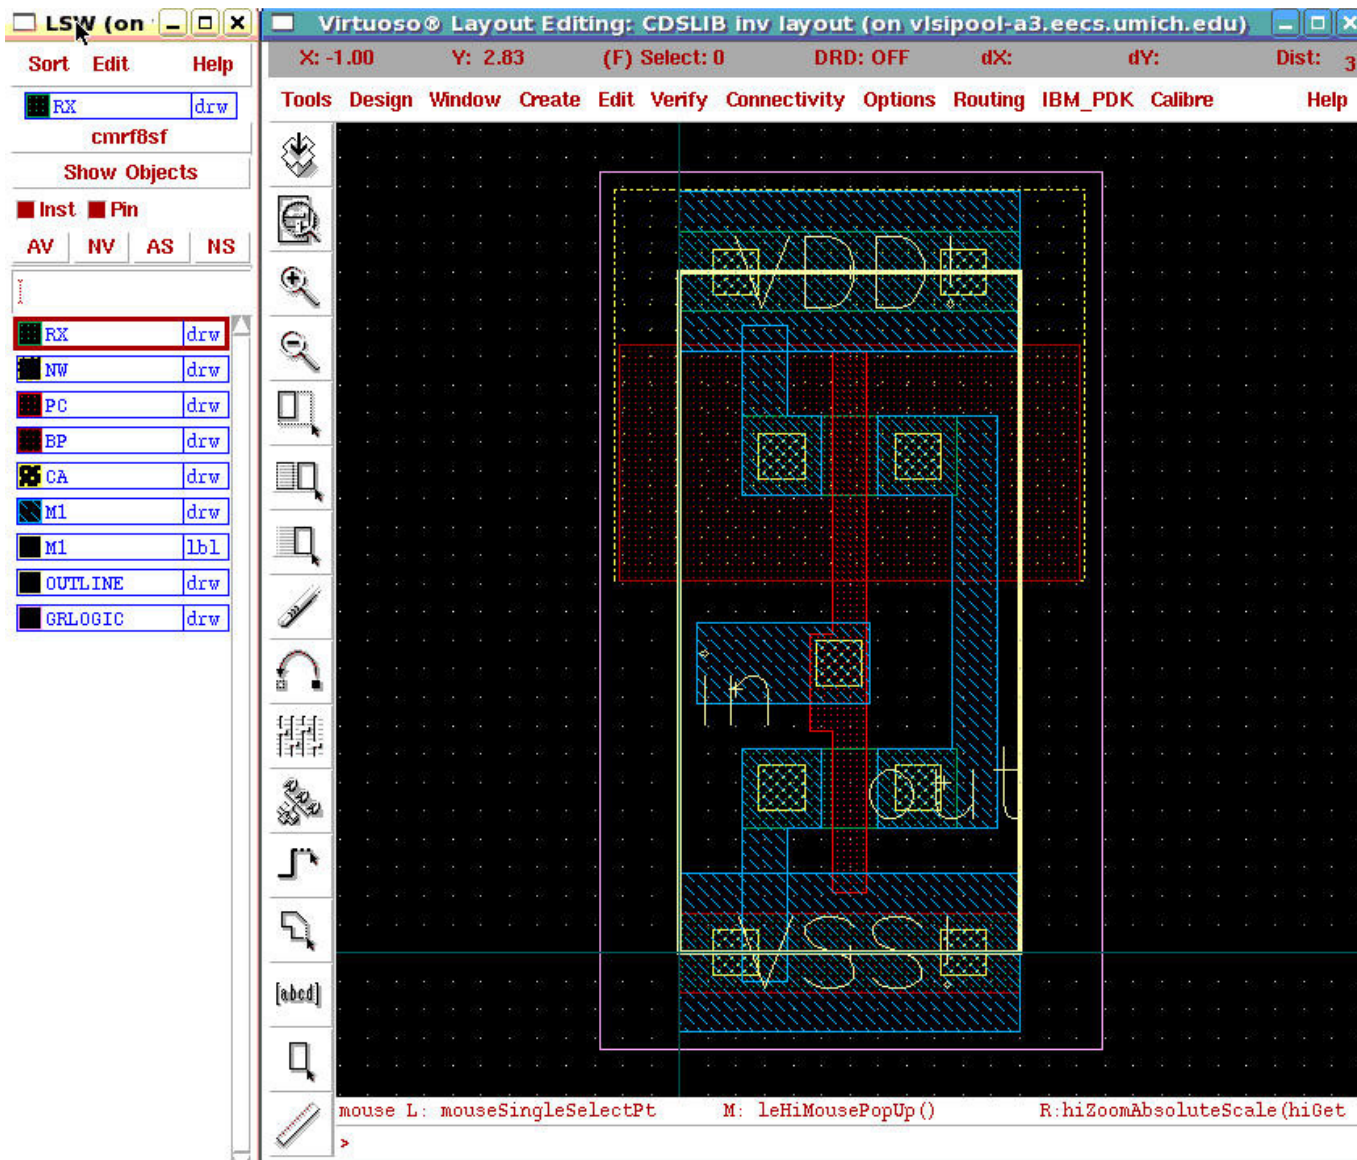 LSW (on
Virtuoso® Layout Editing: CDSLIB inv layout (on vlsipool-a3.eecs.umich.edu)
Sort Edit Help
X: -1.00 Y: 2.83 (F) Select: 0 DRD: OFF dX: dY: Dist: 3
Tools Design Window Create Edit Verify Connectivity Options Routing IBM_PDK Calibre Help
RX drw
cmrf8sf
Show Objects
Inst Pin
AV NV AS NS
RX drw
NW drw
PC drw
BP drw
CA drw
M1 drw
M1 lbl
OUTLINE drw
GRLOGIC drw
[abcd]
VDD!
in
out
VSS!
mouse L: mouseSingleSelectPt M: leHiMousePopUp() R:hiZoomAbsoluteScale(hiGet
>